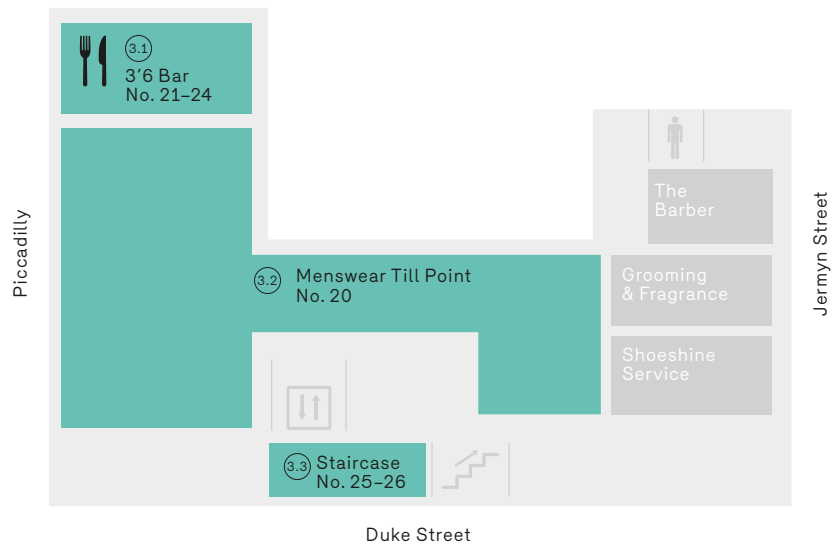 3.1
3’6 Bar
No. 21–24
Piccadilly
The
Barber
Jermyn Street
3.2
Menswear Till Point
No. 20
Grooming
& Fragrance
Shoeshine
Service
3.3
Staircase
No. 25–26
Duke Street